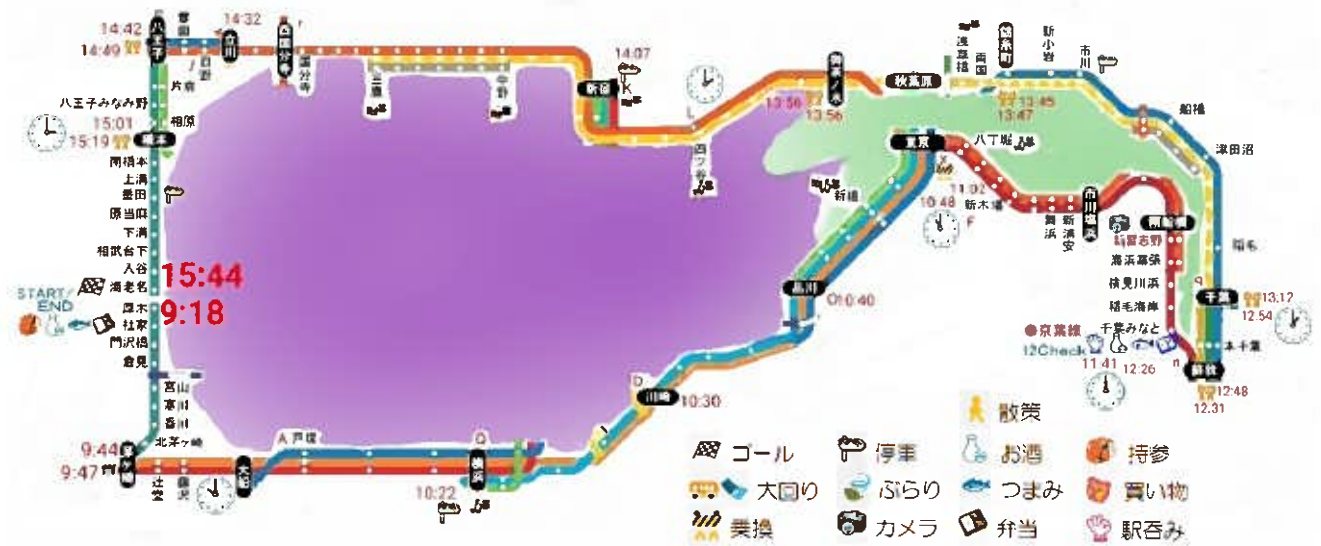 14:42
14:49
八王子
豊田
日野
14:32
立川
西国分寺
国分寺
三鷹
中野
14:07
新宿
K
L
四ツ谷
13:56
13:56
御茶ノ水
秋葉原
浅草橋
両国
錦糸町
13:45
13:47
新小岩
市川
船橋
津田沼
稲毛
片倉
八王子みなみ野
15:01
相原
15:19
橋本
南橋本
上溝
番田
原当麻
下溝
相武台下
入谷
15:44
海老名
START/
END
厚木
9:18
社家
門沢橋
倉見
宮山
寒川
香川
北茅ヶ崎
9:44
9:47
茅ヶ崎
辻堂
藤沢
大船
A
戸塚
Q
横浜
10:22
D
川崎
10:30
品川
O
10:40
新橋
東京
X
八丁堀
11:02
10:48
F
新木場
舞浜
新浦安
市川塩浜
南船橋
新習志野
海浜幕張
検見川浜
稲毛海岸
千葉みなと
京葉線
12Check
11:41
12:26
n
q
千葉
13:12
12:54
本千葉
蘇我
12:48
12:31
散策
ゴール
停車
お酒
持参
大回り
ぶらり
つまみ
買い物
乗換
カメラ
弁当
駅呑み